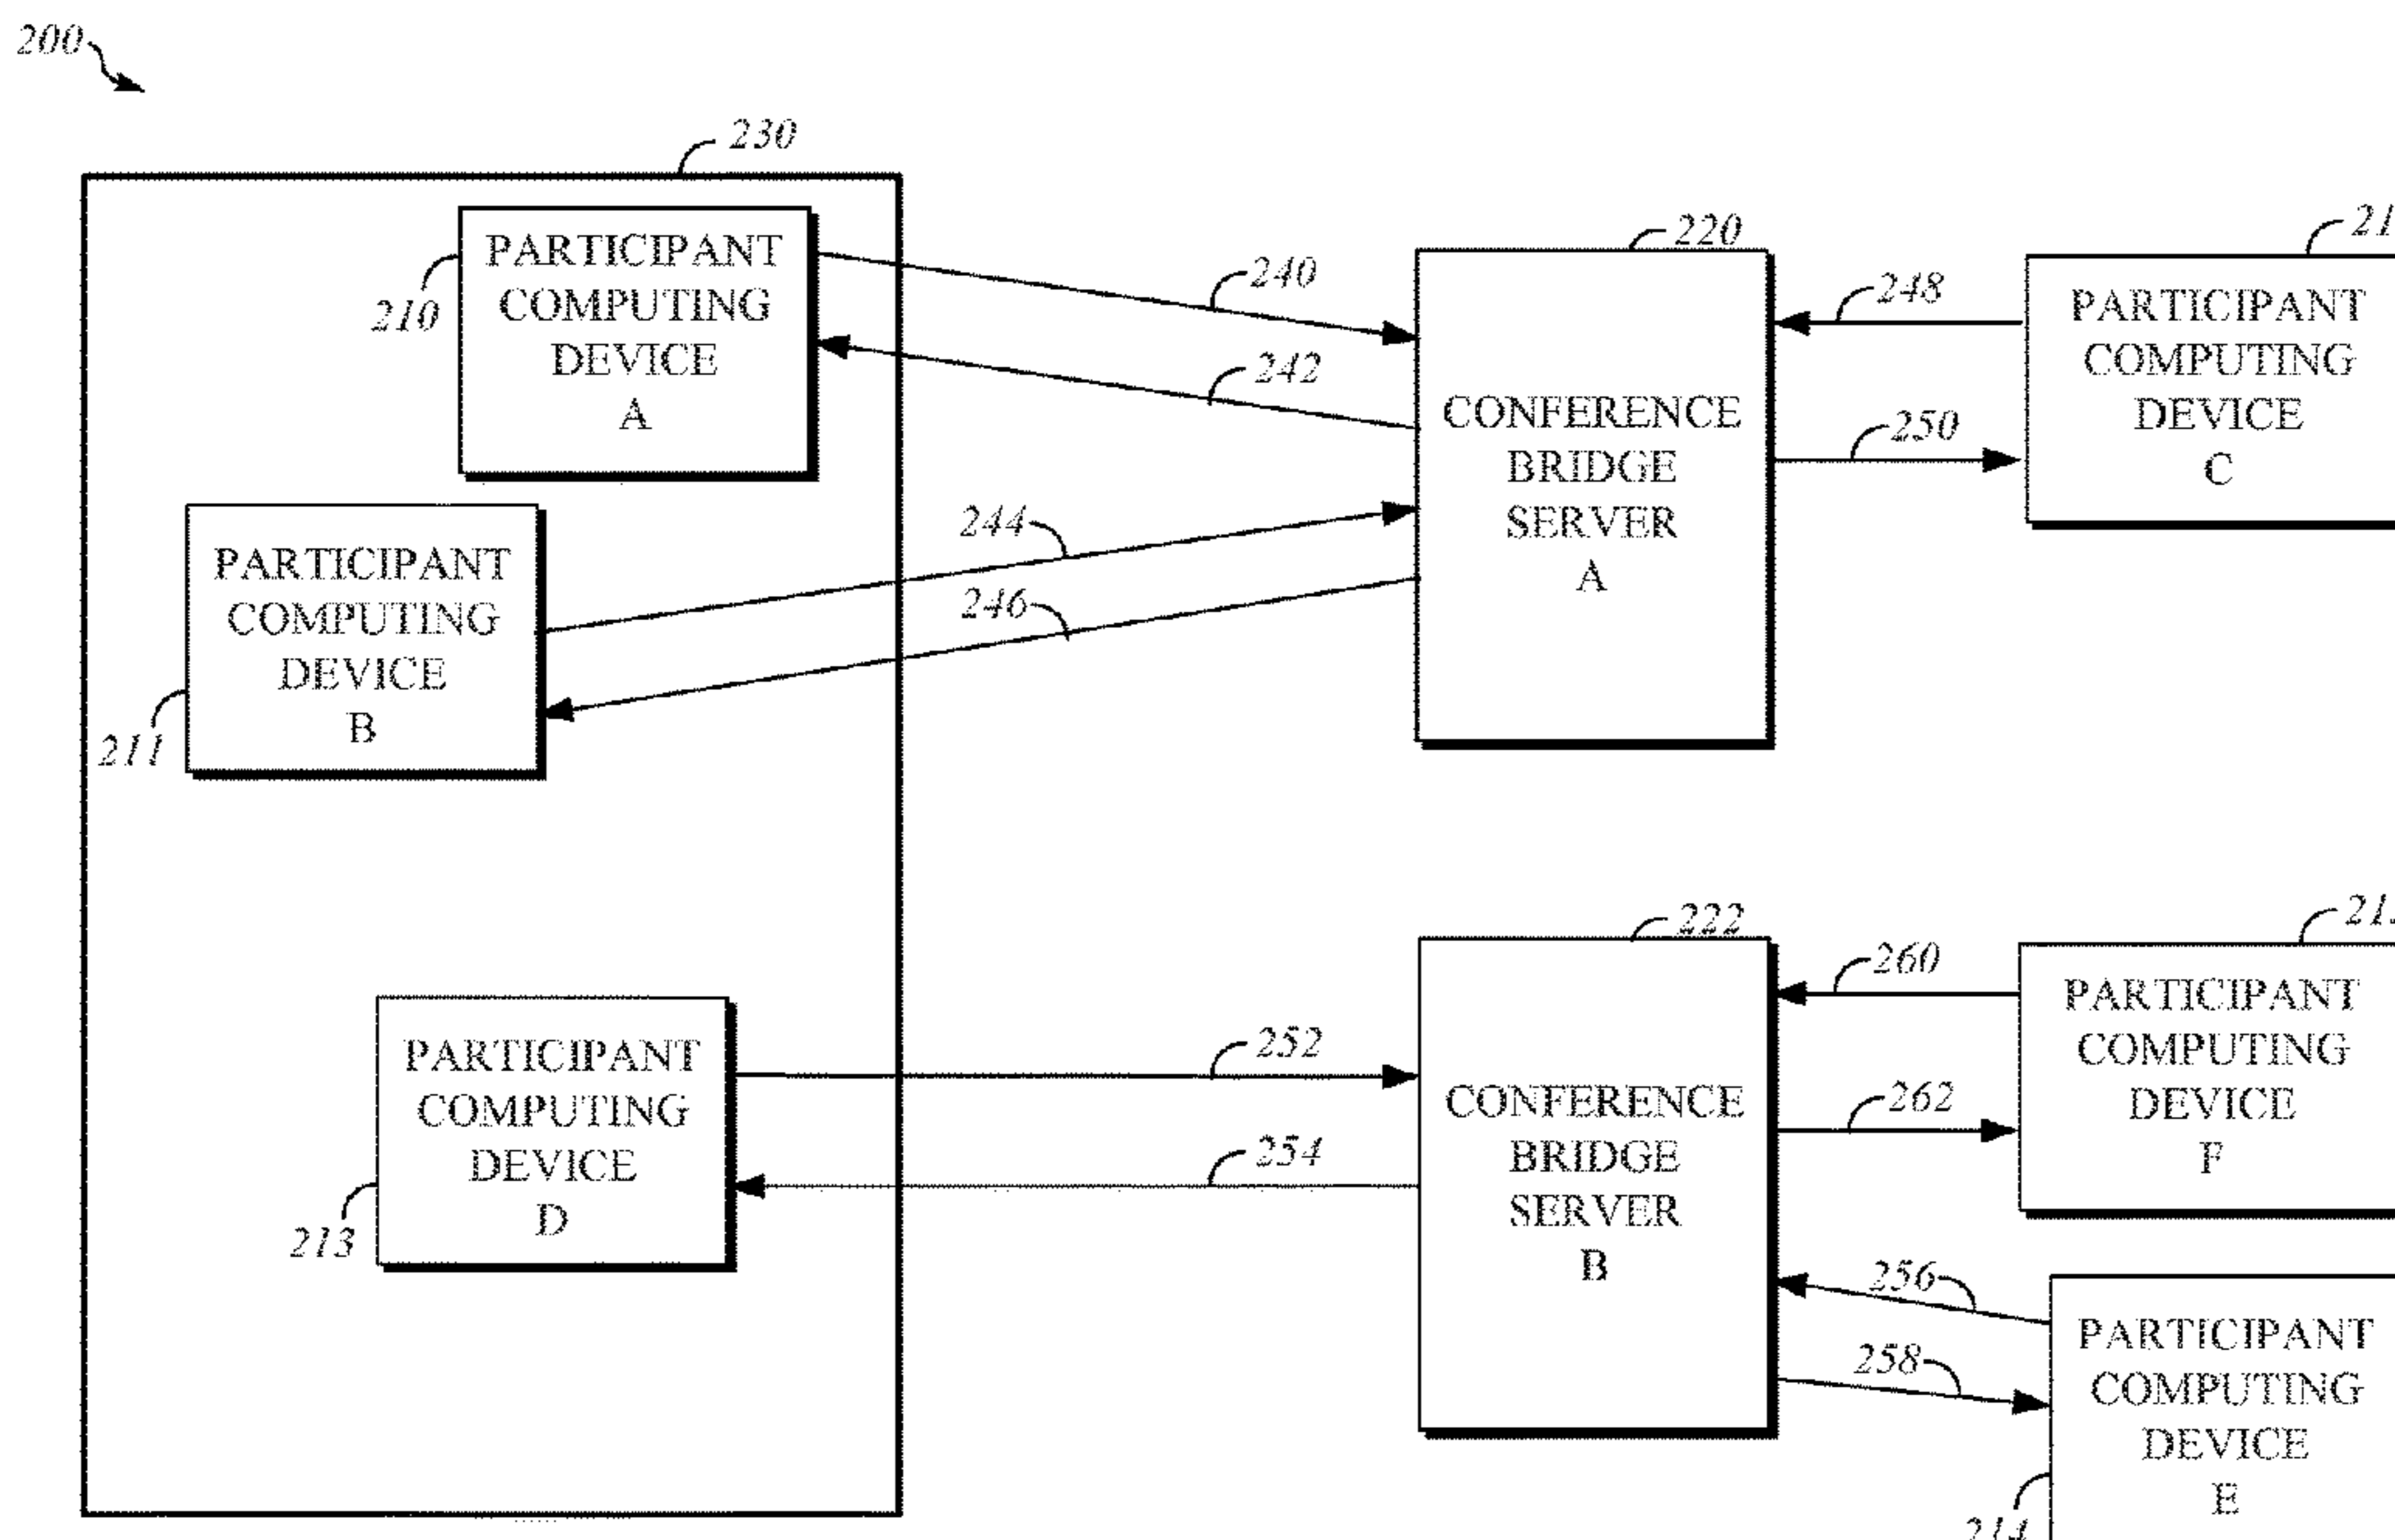 200
230
PARTICIPANT
COMPUTING
DEVICE
A
210
240
242
220
CONFERENCE
BRIDGE
SERVER
A
248
250
PARTICIPANT
COMPUTING
DEVICE
C
PARTICIPANT
COMPUTING
DEVICE
B
211
244
246
222
CONFERENCE
BRIDGE
SERVER
B
260
262
PARTICIPANT
COMPUTING
DEVICE
F
PARTICIPANT
COMPUTING
DEVICE
D
213
252
254
256
258
PARTICIPANT
COMPUTING
DEVICE
E
214